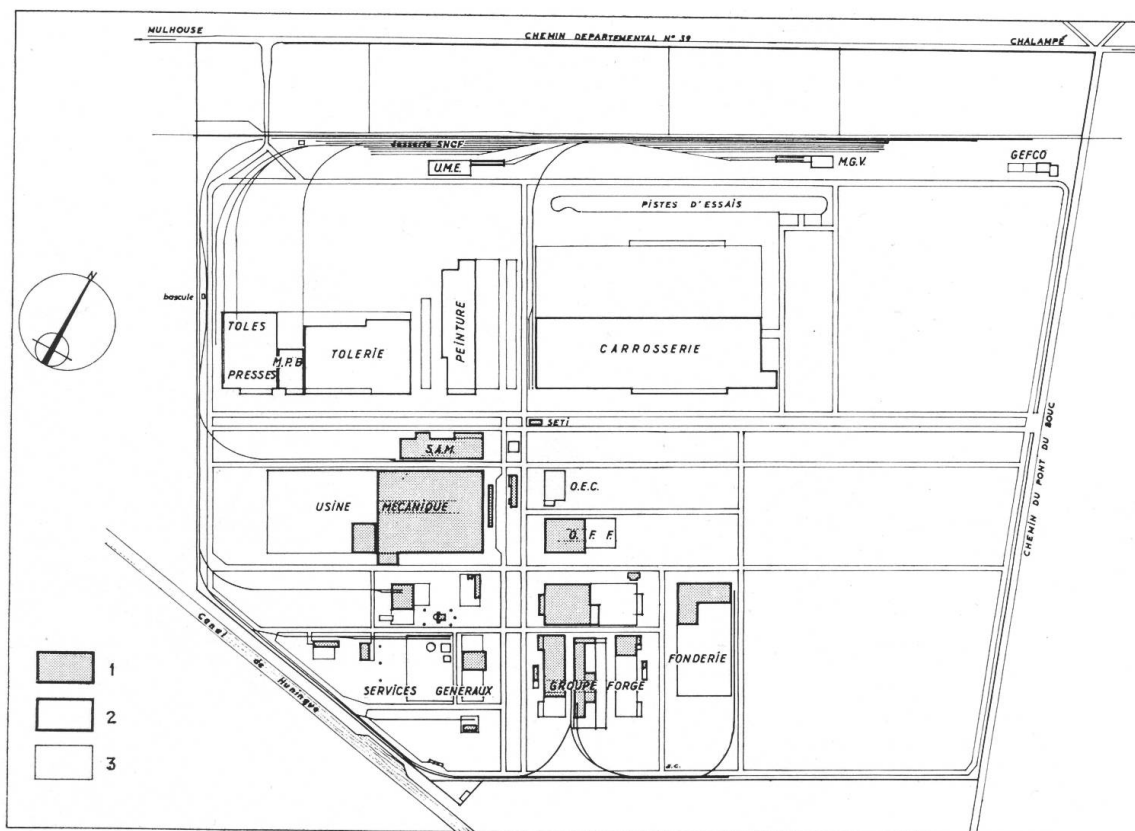 MULHOUSE
CHEMIN DEPARTEMENTAL N° 39
CHALAMPÉ
desserte SNCF
U.M.E.
M.G.V.
GEFCO
PISTES D'ESSAIS
N
bascule
TOLES
PRESSES
M.P.B
TOLERIE
PEINTURE
CARROSSERIE
SETI
S.A.M.
USINE MECANIQUE
O.E.C.
O. F. F.
CHEMIN DU PONT DU BOUC
Canal de Huningue
SERVICES GENERAUX
GROUPE FORGE
FONDERIE
1
2
3